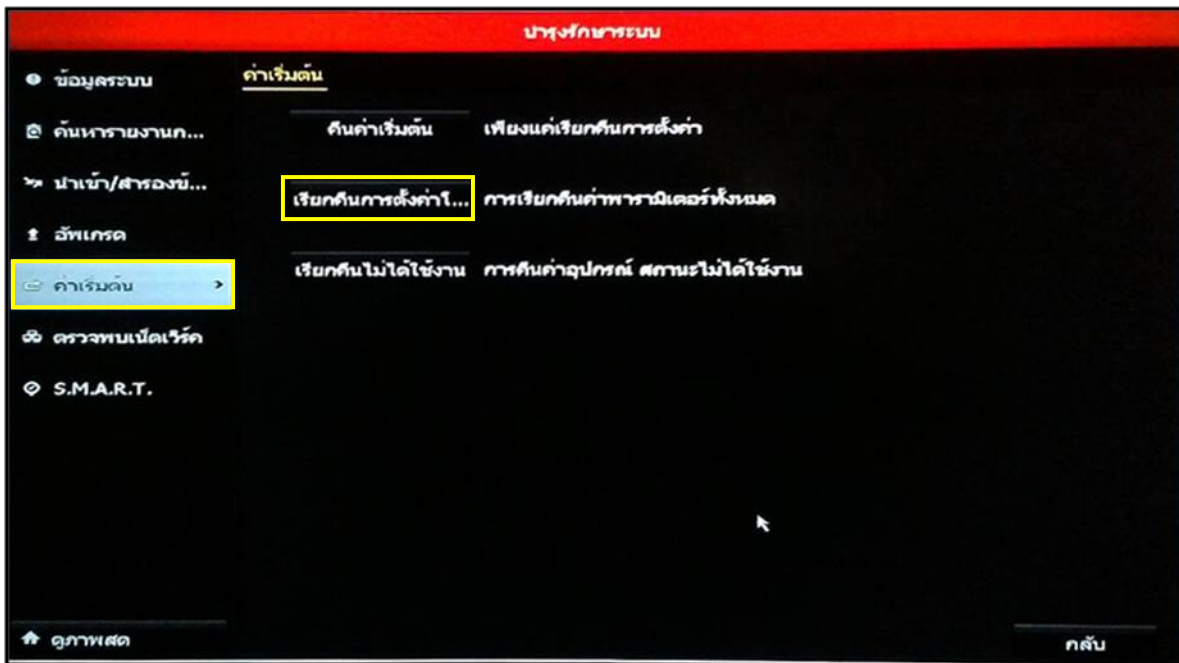 บำรุงรักษาระบบ
ข้อมูลระบบ
ค้นหารายงานก...
นำเข้า/สำรองข้...
อัพเกรด
ค่าเริ่มต้น
ตรวจพบเน็ตเวิร์ค
S.M.A.R.T.
ดูภาพสด
ค่าเริ่มต้น
คืนค่าเริ่มต้น เพียงแค่เรียกคืนการตั้งค่า
เรียกคืนการตั้งค่าโ... การเรียกคืนค่าพารามิเตอร์ทั้งหมด
เรียกคืนไม่ได้ใช้งาน การคืนค่าอุปกรณ์ สถานะไม่ได้ใช้งาน
กลับ